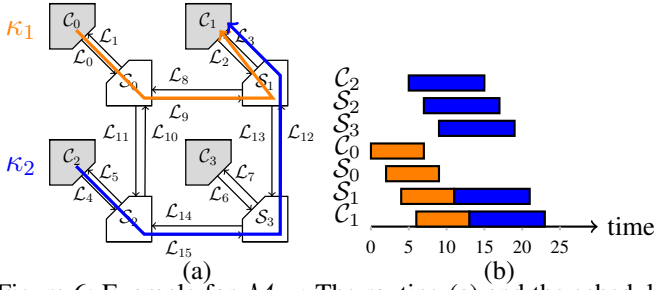 κ₁
C₀
C₁
L₁
L₀
L₃
L₂
S₀
S₁
L₈
L₉
L₁₁
L₁₀
L₁₃
L₁₂
κ₂
C₂
C₃
L₅
L₄
L₇
L₆
S₂
S₃
L₁₄
L₁₅
(a)
C₂
S₂
S₃
C₀
S₀
S₁
C₁
0 5 10 15 20 25
time
(b)